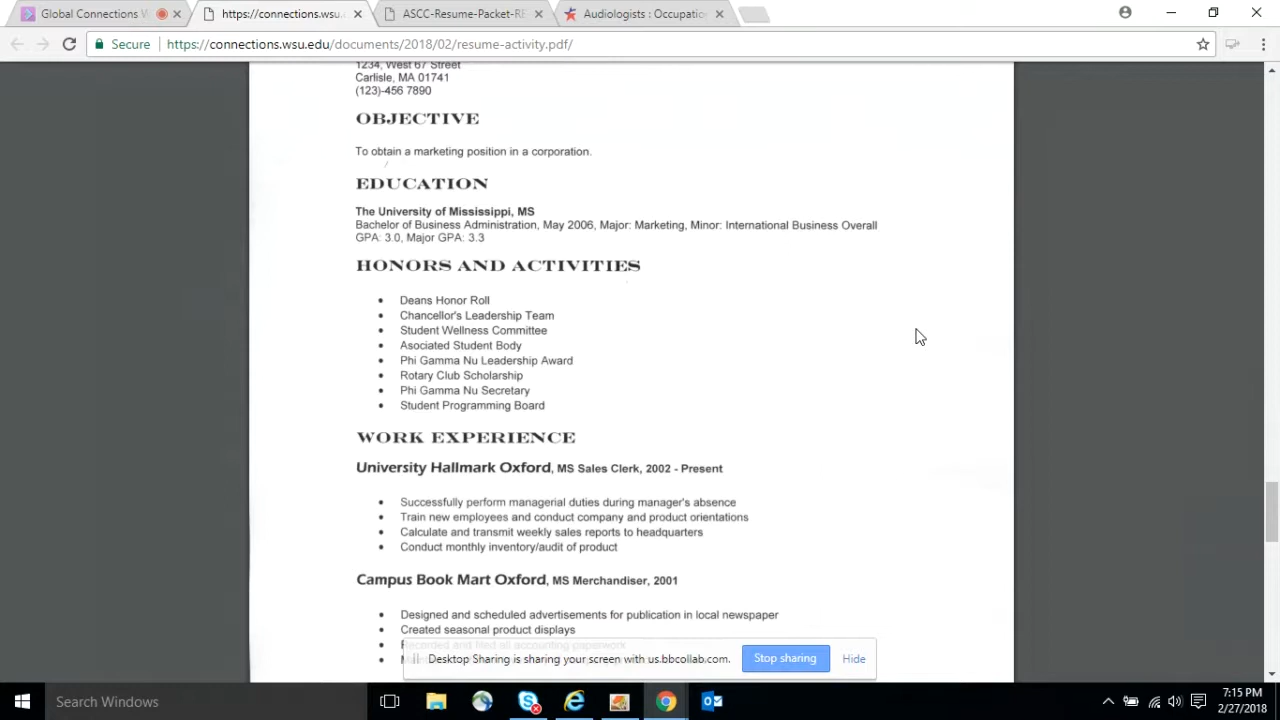 Global Connections W
https://connections.wsu.
ASCC-Resume-Packet-RE
Audiologists : Occupatio
Secure
https://connections.wsu.edu/documents/2018/02/resume-activity.pdf/
1234, West 67 Street
Carlisle, MA 01741
(123)-456 7890
OBJECTIVE
To obtain a marketing position in a corporation.
EDUCATION
The University of Mississippi, MS
Bachelor of Business Administration, May 2006, Major: Marketing, Minor: International Business Overall
GPA: 3.0, Major GPA: 3.3
HONORS AND ACTIVITIES
• Deans Honor Roll
• Chancellor's Leadership Team
• Student Wellness Committee
• Asociated Student Body
• Phi Gamma Nu Leadership Award
• Rotary Club Scholarship
• Phi Gamma Nu Secretary
• Student Programming Board
WORK EXPERIENCE
University Hallmark Oxford, MS Sales Clerk, 2002 - Present
• Successfully perform managerial duties during manager's absence
• Train new employees and conduct company and product orientations
• Calculate and transmit weekly sales reports to headquarters
• Conduct monthly inventory/audit of product
Campus Book Mart Oxford, MS Merchandiser, 2001
• Designed and scheduled advertisements for publication in local newspaper
• Created seasonal product displays
• Recorded and filed all accounting paperwork
Desktop Sharing is sharing your screen with us.bbcollab.com.
Stop sharing
Hide
Search Windows
7:15 PM
2/27/2018